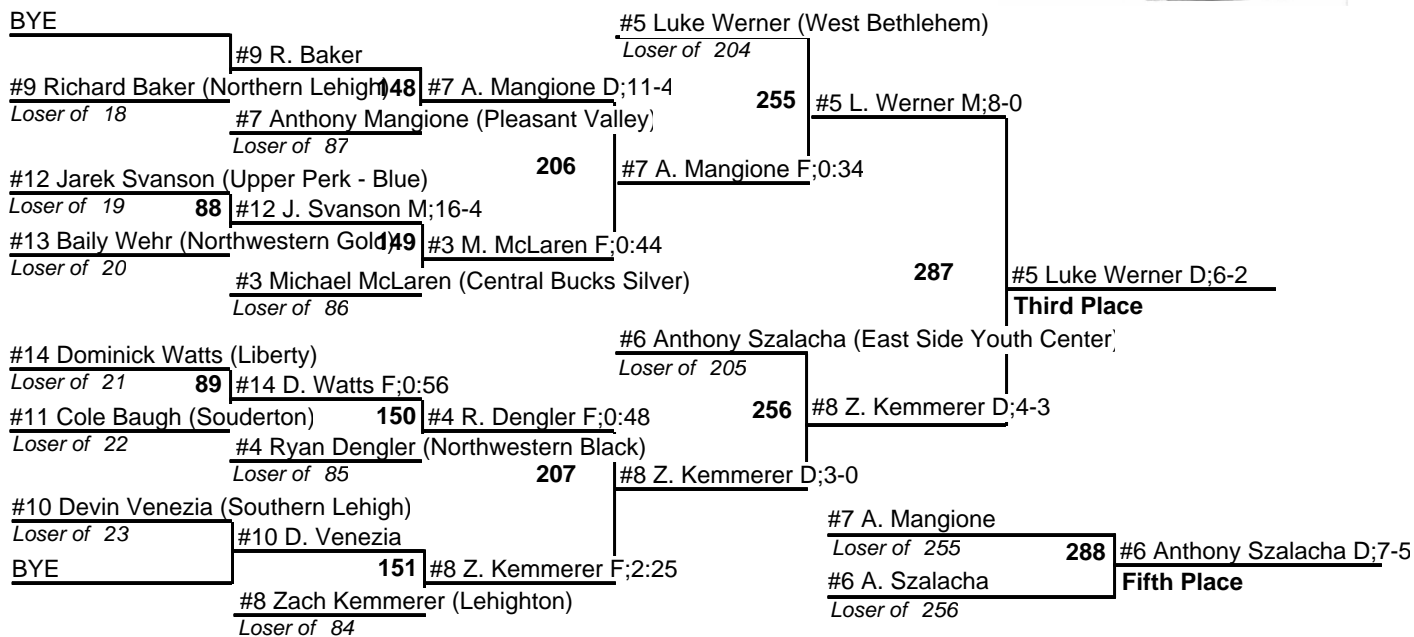 BYE
#9 R. Baker
#9 Richard Baker (Northern Lehigh)
Loser of 18
148
#7 A. Mangione D;11-4
#7 Anthony Mangione (Pleasant Valley)
Loser of 87
#12 Jarek Svanson (Upper Perk - Blue)
Loser of 19
88
#12 J. Svanson M;16-4
#13 Baily Wehr (Northwestern Gold)
Loser of 20
149
#3 M. McLaren F;0:44
#3 Michael McLaren (Central Bucks Silver)
Loser of 86
206
#7 A. Mangione F;0:34
#5 Luke Werner (West Bethlehem)
Loser of 204
255
#5 L. Werner M;8-0
#14 Dominick Watts (Liberty)
Loser of 21
89
#14 D. Watts F;0:56
#11 Cole Baugh (Souderton)
Loser of 22
150
#4 R. Dengler F;0:48
#4 Ryan Dengler (Northwestern Black)
Loser of 85
207
#8 Z. Kemmerer D;3-0
#10 Devin Venezia (Southern Lehigh)
Loser of 23
#10 D. Venezia
BYE
151
#8 Z. Kemmerer F;2:25
#8 Zach Kemmerer (Lehighton)
Loser of 84
#6 Anthony Szalacha (East Side Youth Center)
Loser of 205
256
#8 Z. Kemmerer D;4-3
287
#5 Luke Werner D;6-2
Third Place
#7 A. Mangione
Loser of 255
288
#6 Anthony Szalacha D;7-5
#6 A. Szalacha
Fifth Place
Loser of 256